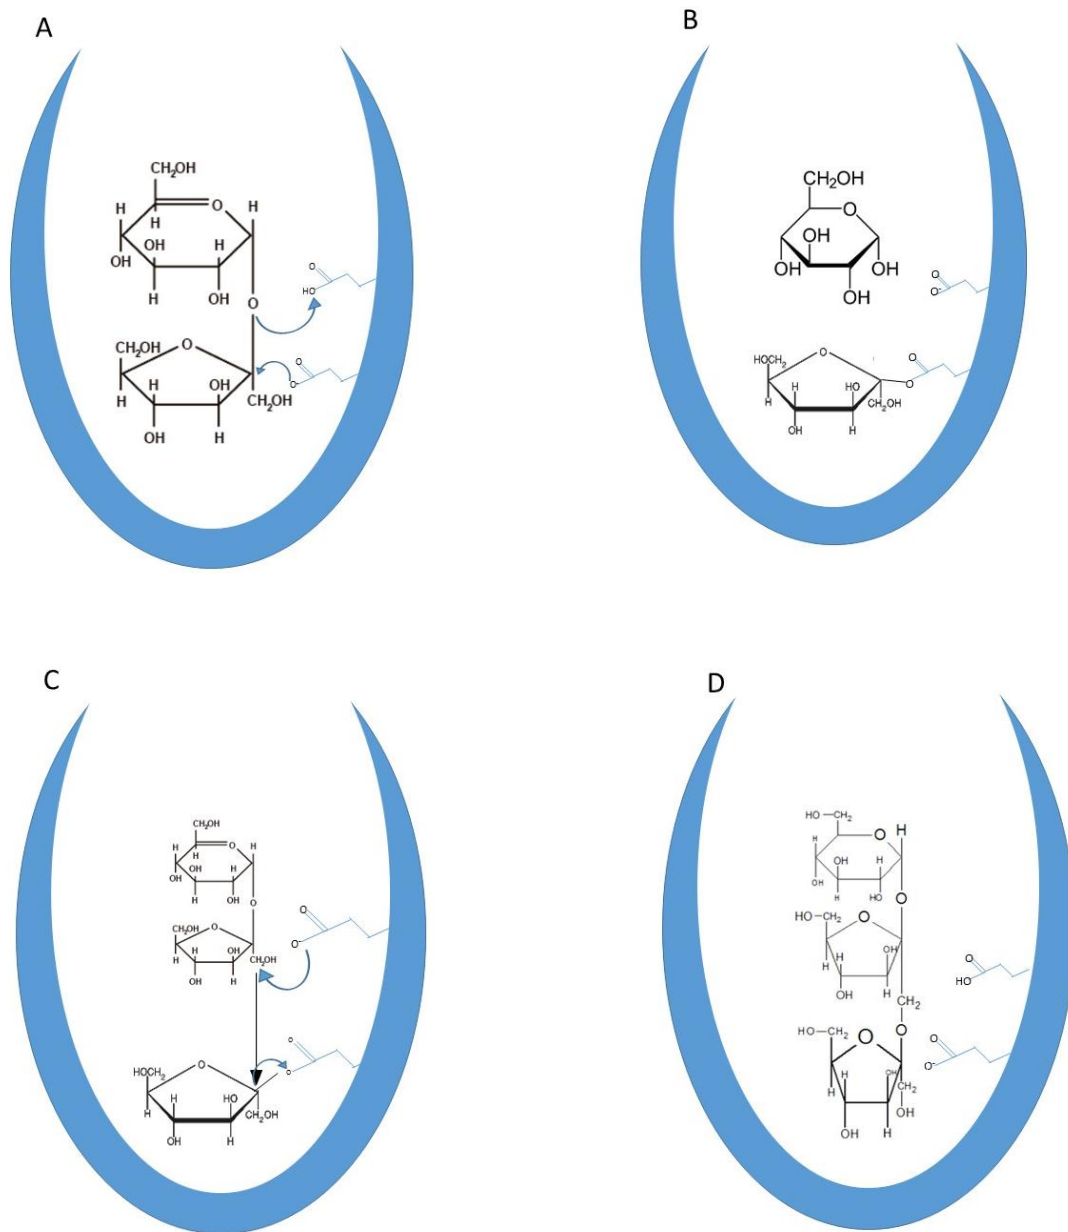 A
CH₂OH
H H O H
OH H
H OH
OH
H OH
O
HO
O
CH₂OH O
O
O⁻
H OH
H CH₂OH
OH H
B
CH₂OH
O
OH
OH OH
OH
O
O⁻
O
HOCH₂
O
O
H HO
H CH₂OH
OH H
C
CH₂OH
H H O H
OH H
OH
H OH
O
O
O⁻
CH₂OH O
H OH
H CH₂OH
OH H
O
O
O
HOCH₂
H HO
H CH₂OH
OH H
D
HO CH₂
O H
H
OH H
OH H HO
O
HO CH₂ O
OH
H H
OH H
CH₂
O
HO
O
HO CH₂ O
O
O⁻
H OH
H CH₂
OH H OH